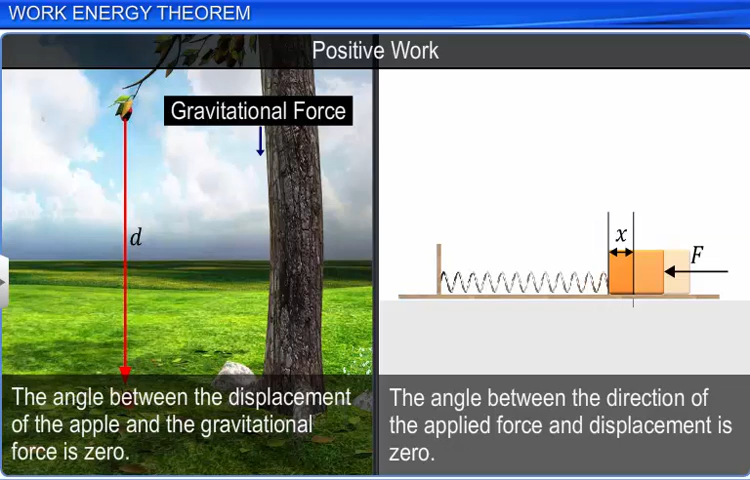 WORK ENERGY THEOREM
Positive Work
Gravitational Force
d
The angle between the displacement
of the apple and the gravitational
force is zero.
x
F
The angle between the direction of
the applied force and displacement is
zero.